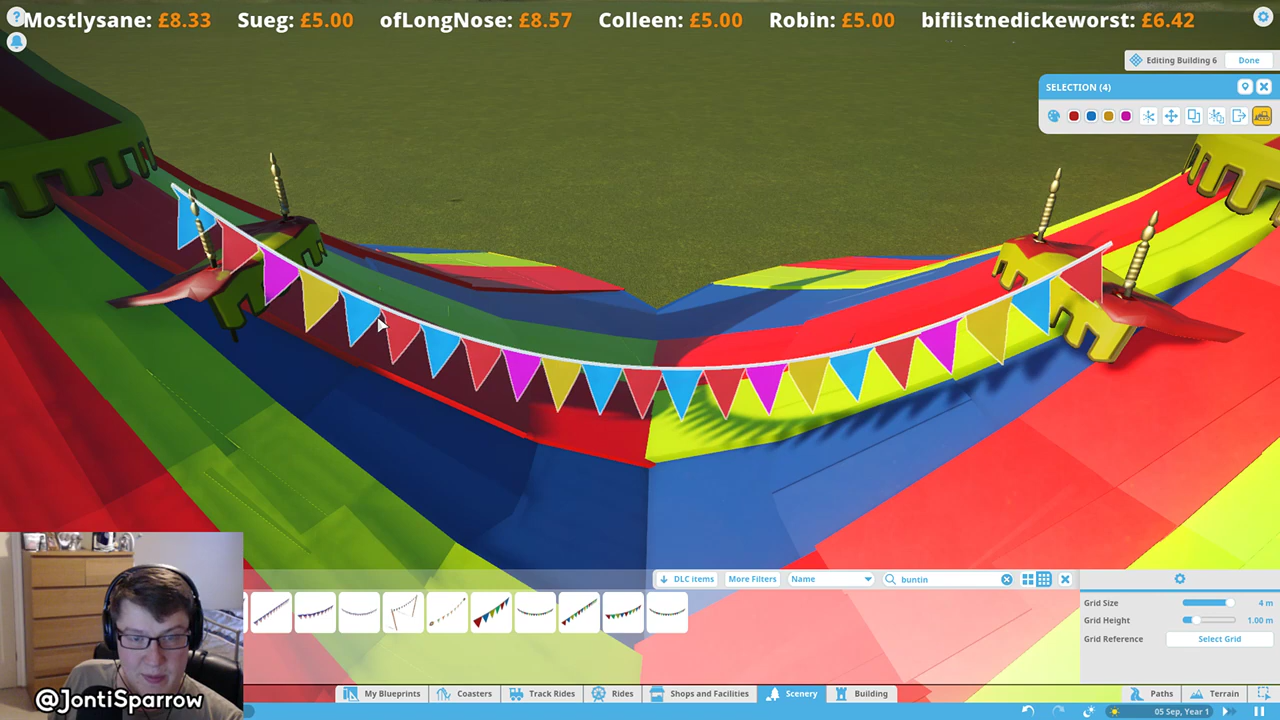 Mostlysane: £8.33 Sueg: £5.00 ofLongNose: £8.57 Colleen: £5.00 Robin: £5.00 bifiistnedickeworst: £6.42
Editing Building 6 Done
SELECTION (4)
DLC items More Filters Name buntin
Grid Size 4 m
Grid Height 1.00 m
Grid Reference Select Grid
@JontiSparrow
My Blueprints Coasters Track Rides Rides Shops and Facilities Scenery Building Paths Terrain
05 Sep, Year 1